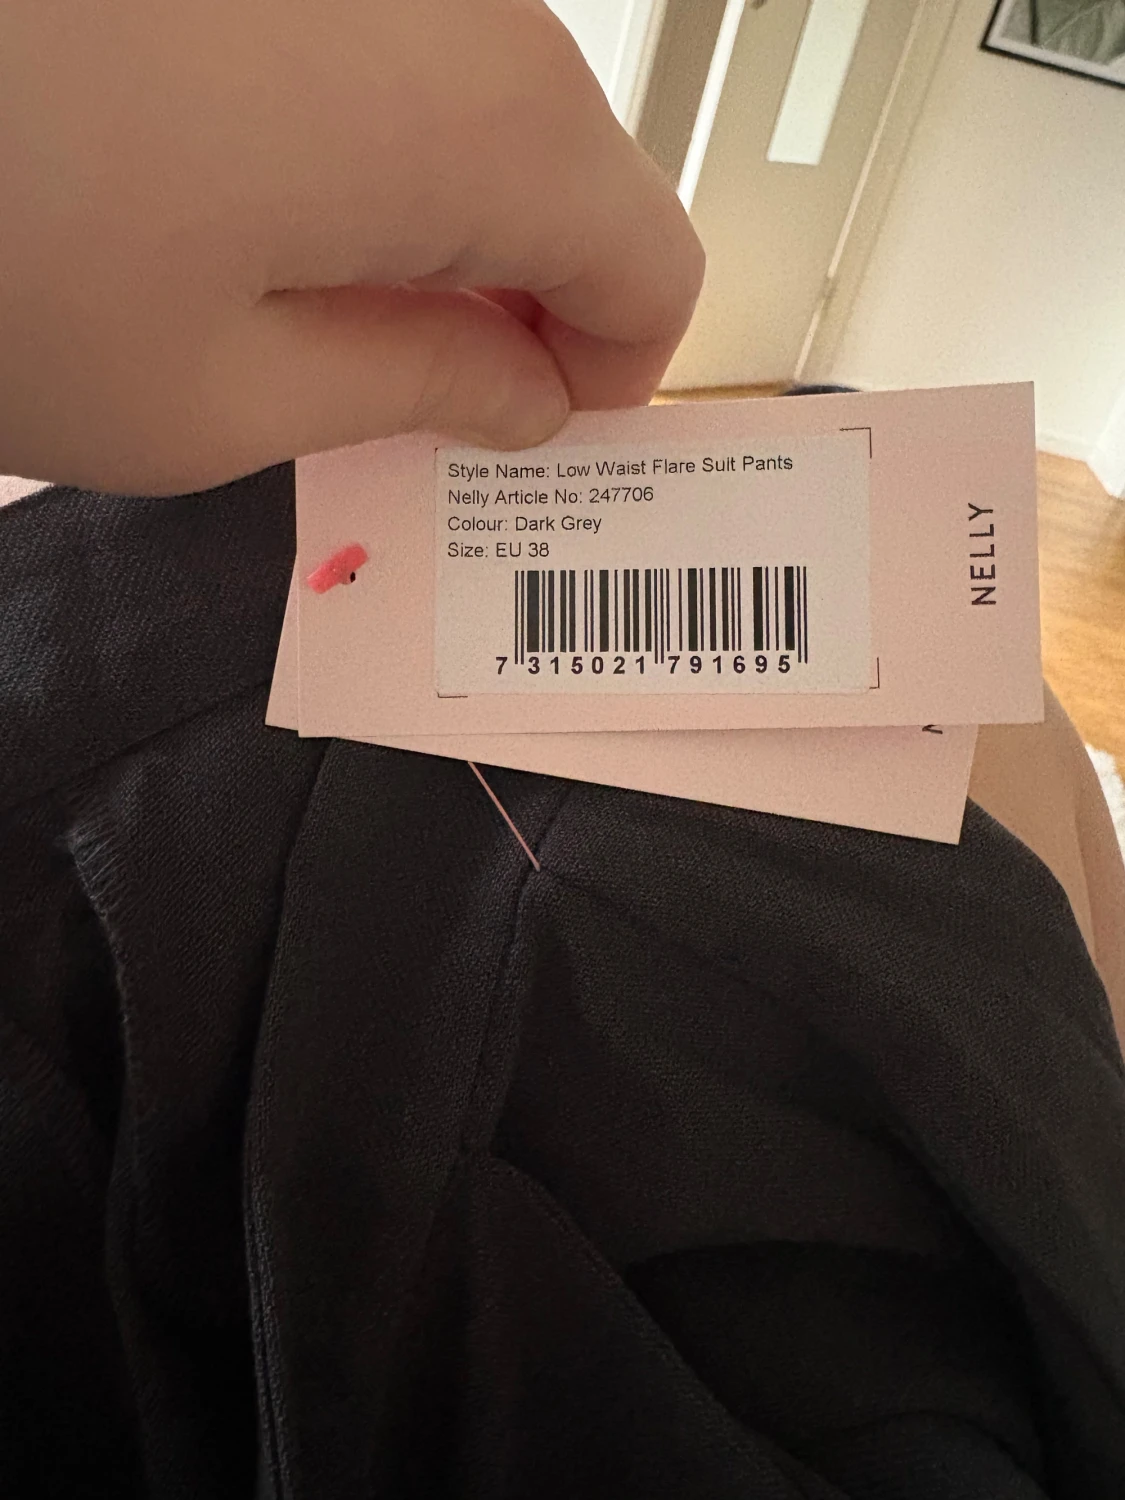 Style Name: Low Waist Flare Suit Pants
Nelly Article No: 247706
Colour: Dark Grey
Size: EU 38
7 315021 791695
NELLY
N